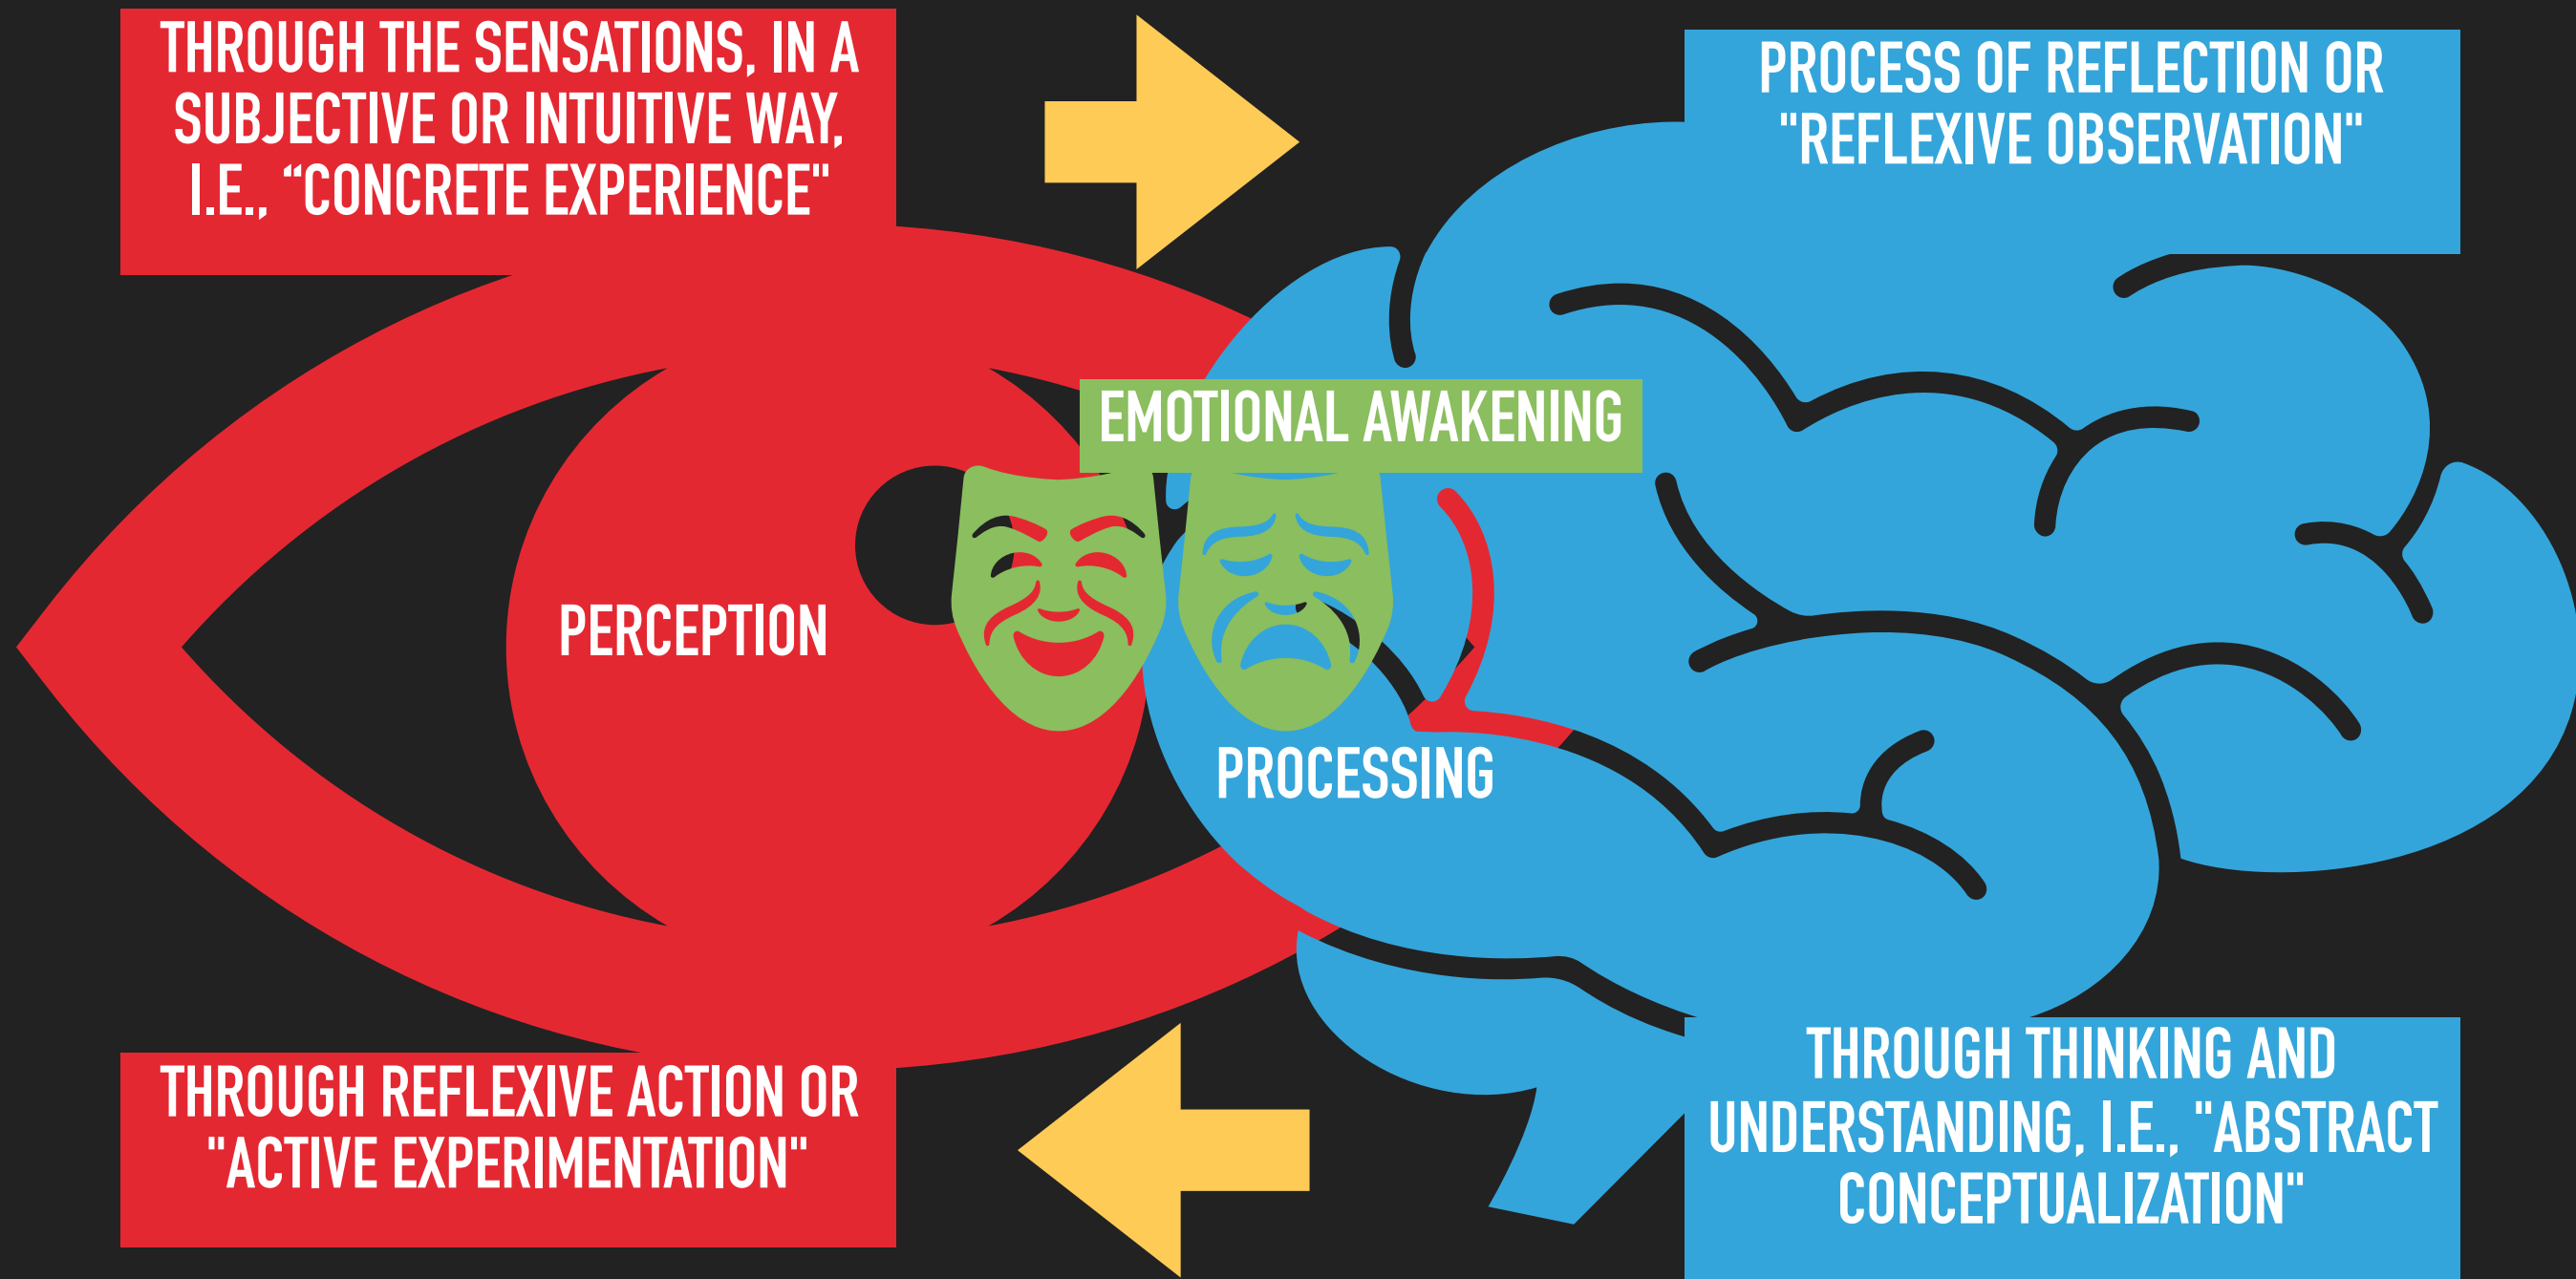 THROUGH THE SENSATIONS, IN A
SUBJECTIVE OR INTUITIVE WAY,
I.E., “CONCRETE EXPERIENCE"
PROCESS OF REFLECTION OR
"REFLEXIVE OBSERVATION"
EMOTIONAL AWAKENING
PERCEPTION
PROCESSING
THROUGH REFLEXIVE ACTION OR
"ACTIVE EXPERIMENTATION"
THROUGH THINKING AND
UNDERSTANDING, I.E., "ABSTRACT
CONCEPTUALIZATION"